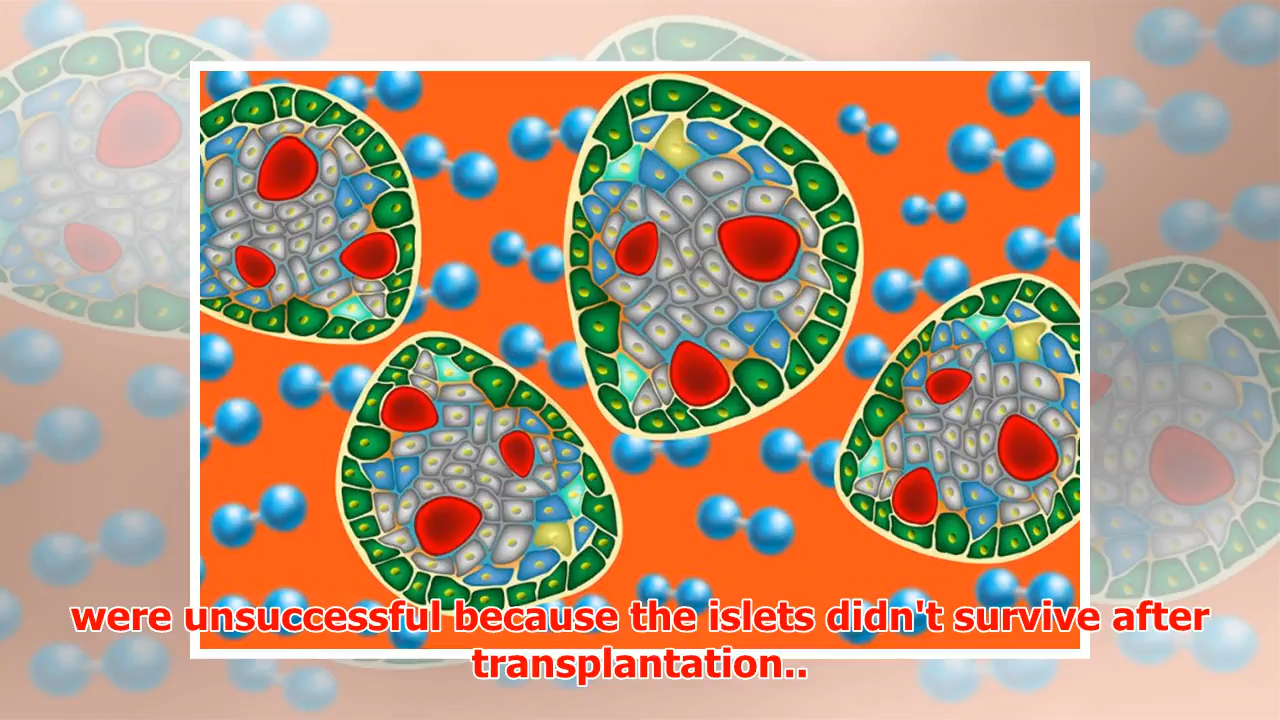 were unsuccessful because the islets didn't survive after
transplantation..